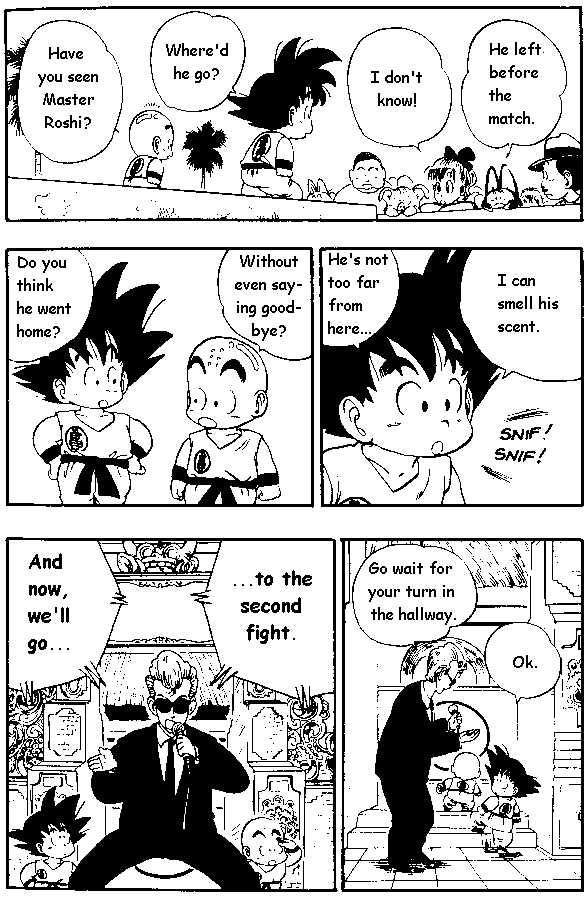 Have
you seen
Master
Roshi?
Where'd
he go?
I don't
know!
He left
before
the
match.
Do you
think
he went
home?
Without
even say-
ing good-
bye?
He's not
too far
from
here...
I can
smell his
scent.
SNIF!
SNIF!
And
now,
we'll
go...
...to the
second
fight.
Go wait for
your turn in
the hallway.
Ok.